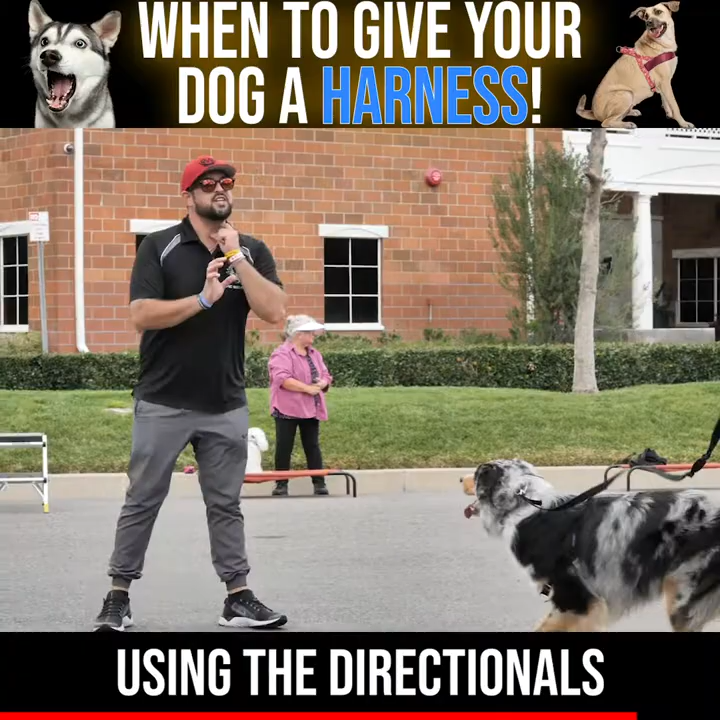 WHEN TO GIVE YOUR
DOG A HARNESS!
USING THE DIRECTIONALS